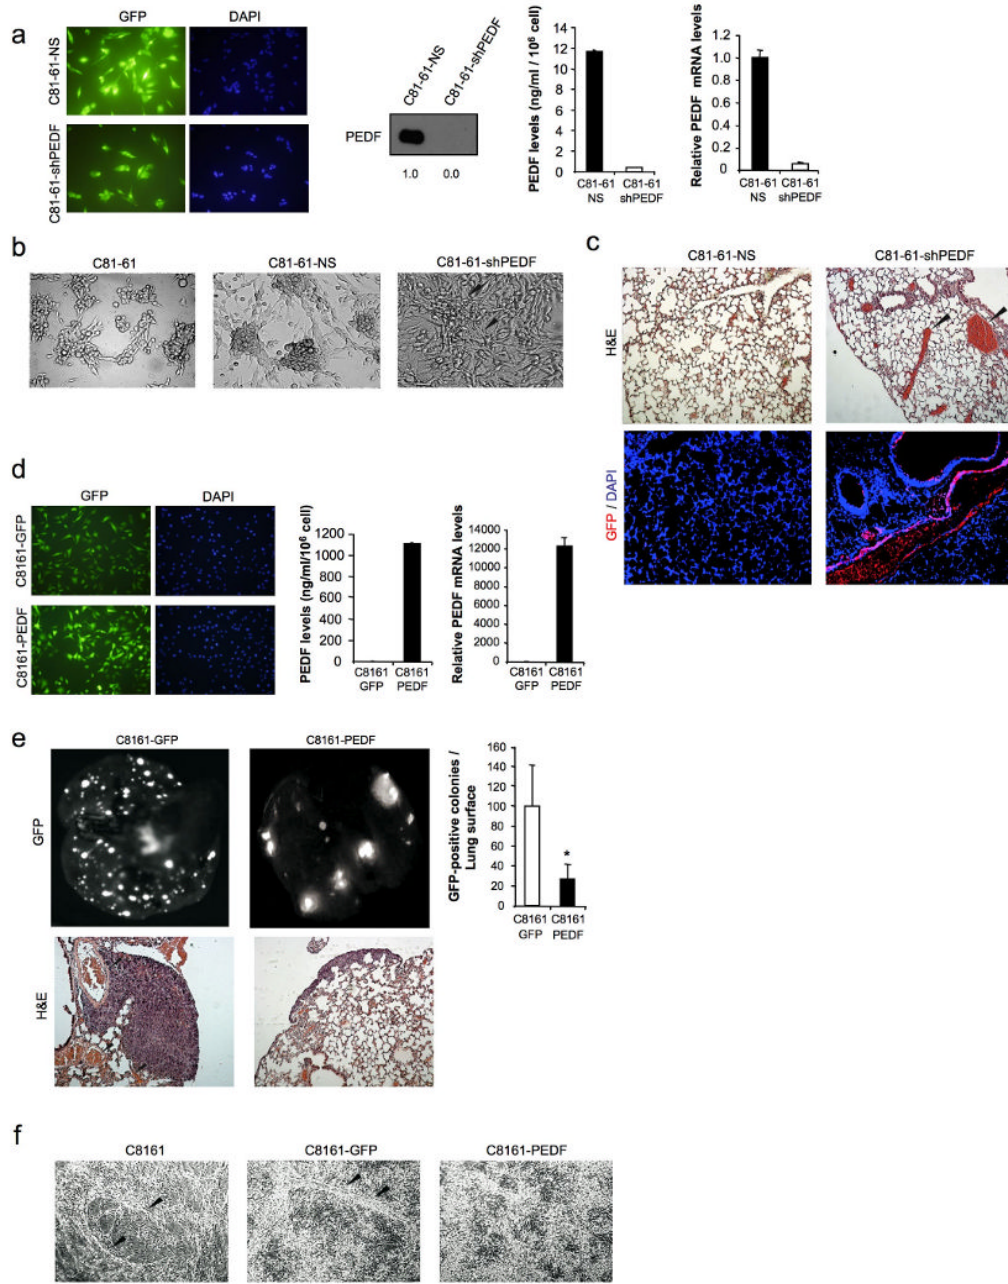 a
GFP
DAPI
C81-61-NS
C81-61-shPEDF
C81-61-NS
C81-61-shPEDF
PEDF
1.0
0.0
PEDF levels (ng/ml / 10⁶ cell)
14
12
10
8
6
4
2
0
C81-61 C81-61
NS shPEDF
Relative PEDF mRNA levels
1.2
1.0
0.8
0.6
0.4
0.2
0
C81-61 C81-61
NS shPEDF
b
C81-61
C81-61-NS
C81-61-shPEDF
c
C81-61-NS
C81-61-shPEDF
H&E
GFP / DAPI
d
GFP
DAPI
C8161-GFP
C8161-PEDF
PEDF levels (ng/ml/10⁶ cell)
1200
1000
800
600
400
200
0
C8161 C8161
GFP PEDF
Relative PEDF mRNA levels
14000
12000
10000
8000
6000
4000
2000
0
C8161 C8161
GFP PEDF
e
C8161-GFP
C8161-PEDF
GFP
H&E
GFP-positive colonies /
Lung surface
160
140
120
100
80
60
40
20
0
*
C8161 C8161
GFP PEDF
f
C8161
C8161-GFP
C8161-PEDF